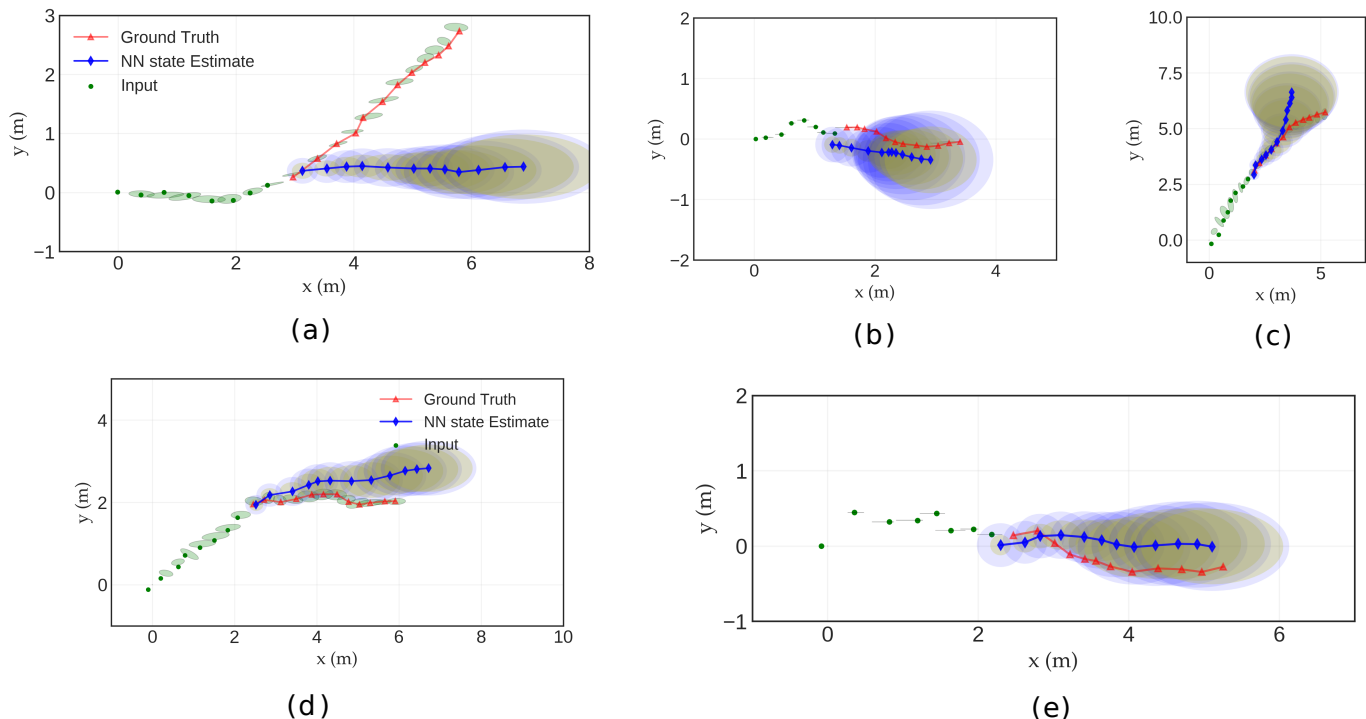 3
2
1
0
−1
y (m)
Ground Truth
NN state Estimate
Input
0
2
4
6
8
x (m)
(a)
2
1
0
−1
−2
y (m)
0
2
4
x (m)
(b)
10.0
7.5
5.0
2.5
0.0
y (m)
0
5
x (m)
(c)
4
2
0
y (m)
Ground Truth
NN state Estimate
Input
0
2
4
6
8
10
x (m)
(d)
2
1
0
−1
y (m)
0
2
4
6
x (m)
(e)